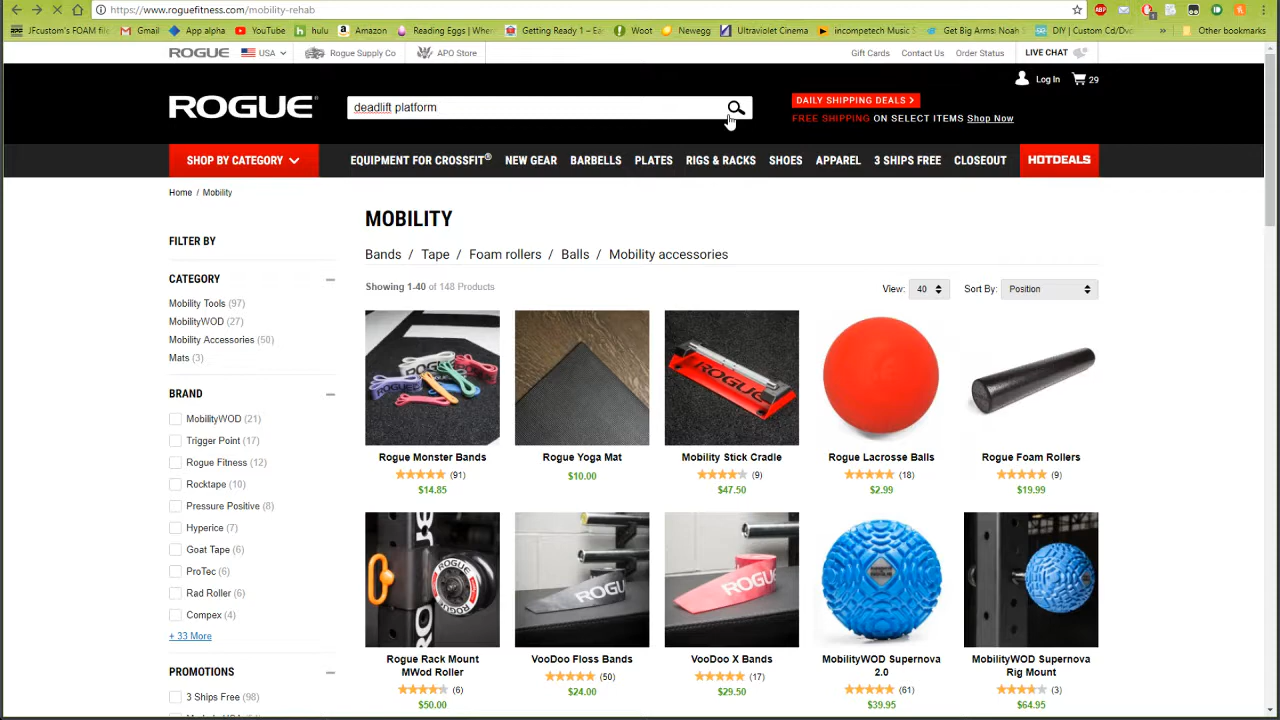 https://www.roguefitness.com/mobility-rehab
JFcustom's FOAM file
Gmail
App alpha
YouTube
hulu
Amazon
Reading Eggs | Where
Getting Ready 1 - Eu
Woot
Newegg
Ultraviolet Cinema
incompetech Music S
Get Big Arms: Noah S
DIY | Custom Cd/Dv
Other bookmarks
ROGUE
USA
Rogue Supply Co
APO Store
Gift Cards
Contact Us
Order Status
LIVE CHAT
Log In
29
ROGUE
deadlift platform
DAILY SHIPPING DEALS >
FREE SHIPPING ON SELECT ITEMS Shop Now
SHOP BY CATEGORY
EQUIPMENT FOR CROSSFIT®
NEW GEAR
BARBELLS
PLATES
RIGS & RACKS
SHOES
APPAREL
3 SHIPS FREE
CLOSEOUT
HOTDEALS
Home / Mobility
FILTER BY
CATEGORY
Mobility Tools (97)
MobilityWOD (27)
Mobility Accessories (50)
Mats (3)
BRAND
MobilityWOD (21)
Trigger Point (17)
Rogue Fitness (12)
Rocktape (10)
Pressure Positive (8)
Hyperice (7)
Goat Tape (6)
ProTec (6)
Rad Roller (6)
Compex (4)
+ 33 More
PROMOTIONS
3 Ships Free (98)
MOBILITY
Bands / Tape / Foam rollers / Balls / Mobility accessories
Showing 1-40 of 148 Products
View: 40
Sort By: Position
Rogue Monster Bands
(91)
$14.85
Rogue Yoga Mat
$10.00
ROGUE
Mobility Stick Cradle
(9)
$47.50
Rogue Lacrosse Balls
(18)
$2.99
Rogue Foam Rollers
(9)
$19.99
ROGUE
Rogue Rack Mount
MWod Roller
(6)
$50.00
ROGUE
VooDoo Floss Bands
(50)
$24.00
ROGUE
VooDoo X Bands
(17)
$29.50
MobilityWOD Supernova
2.0
(61)
$39.95
MobilityWOD Supernova
Rig Mount
(3)
$64.95